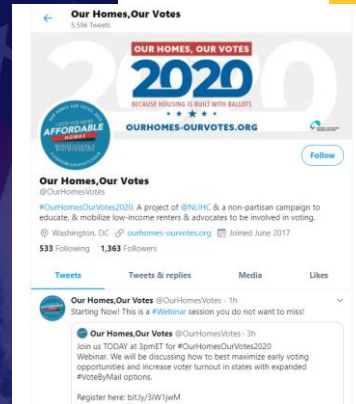 Our Homes,Our Votes
5,596 Tweets
OUR HOMES, OUR VOTES
2020
BECAUSE HOUSING IS BUILT WITH BALLOTS
OURHOMES-OURVOTES.ORG
AFFORDABLE
HOMES
Follow
Our Homes,Our Votes
@OurHomesVotes
#OurHomesOurVotes2020. A project of @NLIHC & a non-partisan campaign to
educate, & mobilize low-income renters & advocates to be involved in voting.
Washington, DC ourhomes-ourvotes.org Joined June 2017
533 Following 1,363 Followers
Tweets Tweets & replies Media Likes
Our Homes,Our Votes @OurHomesVotes · 1h
Starting Now! This is a #Webinar session you do not want to miss!
Our Homes,Our Votes @OurHomesVotes · 3h
Join us TODAY at 3pmET for #OurHomesOurVotes2020
Webinar. We will be discussing how to best maximize early voting
opportunities and increase voter turnout in states with expanded
#VoteByMail options.
Register here: bit.ly/3iW1jwM